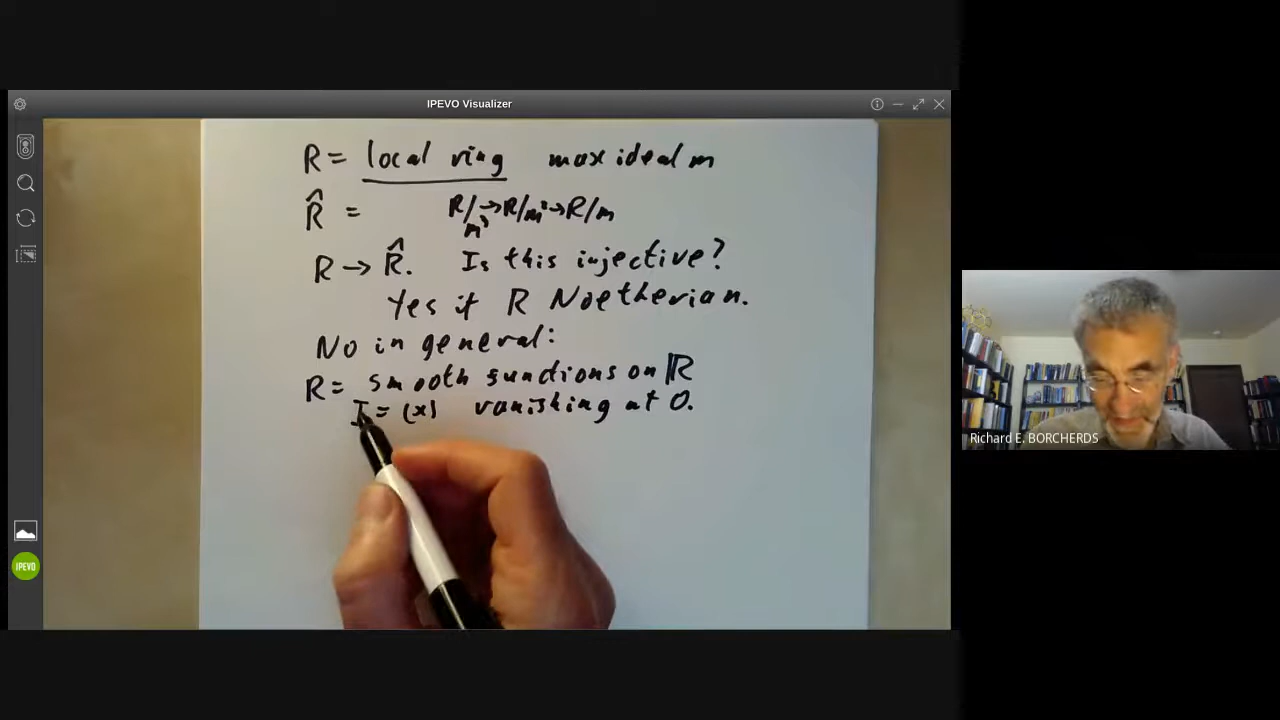 IPEVO Visualizer
R = local ring max ideal m
R̂ = R/m³ → R/m² → R/m
R → R̂. Is this injective?
Yes if R Noetherian.
No in general:
R = smooth functions on ℝ
I = (x) vanishing at 0.
IPEVO
Richard E. BORCHERDS